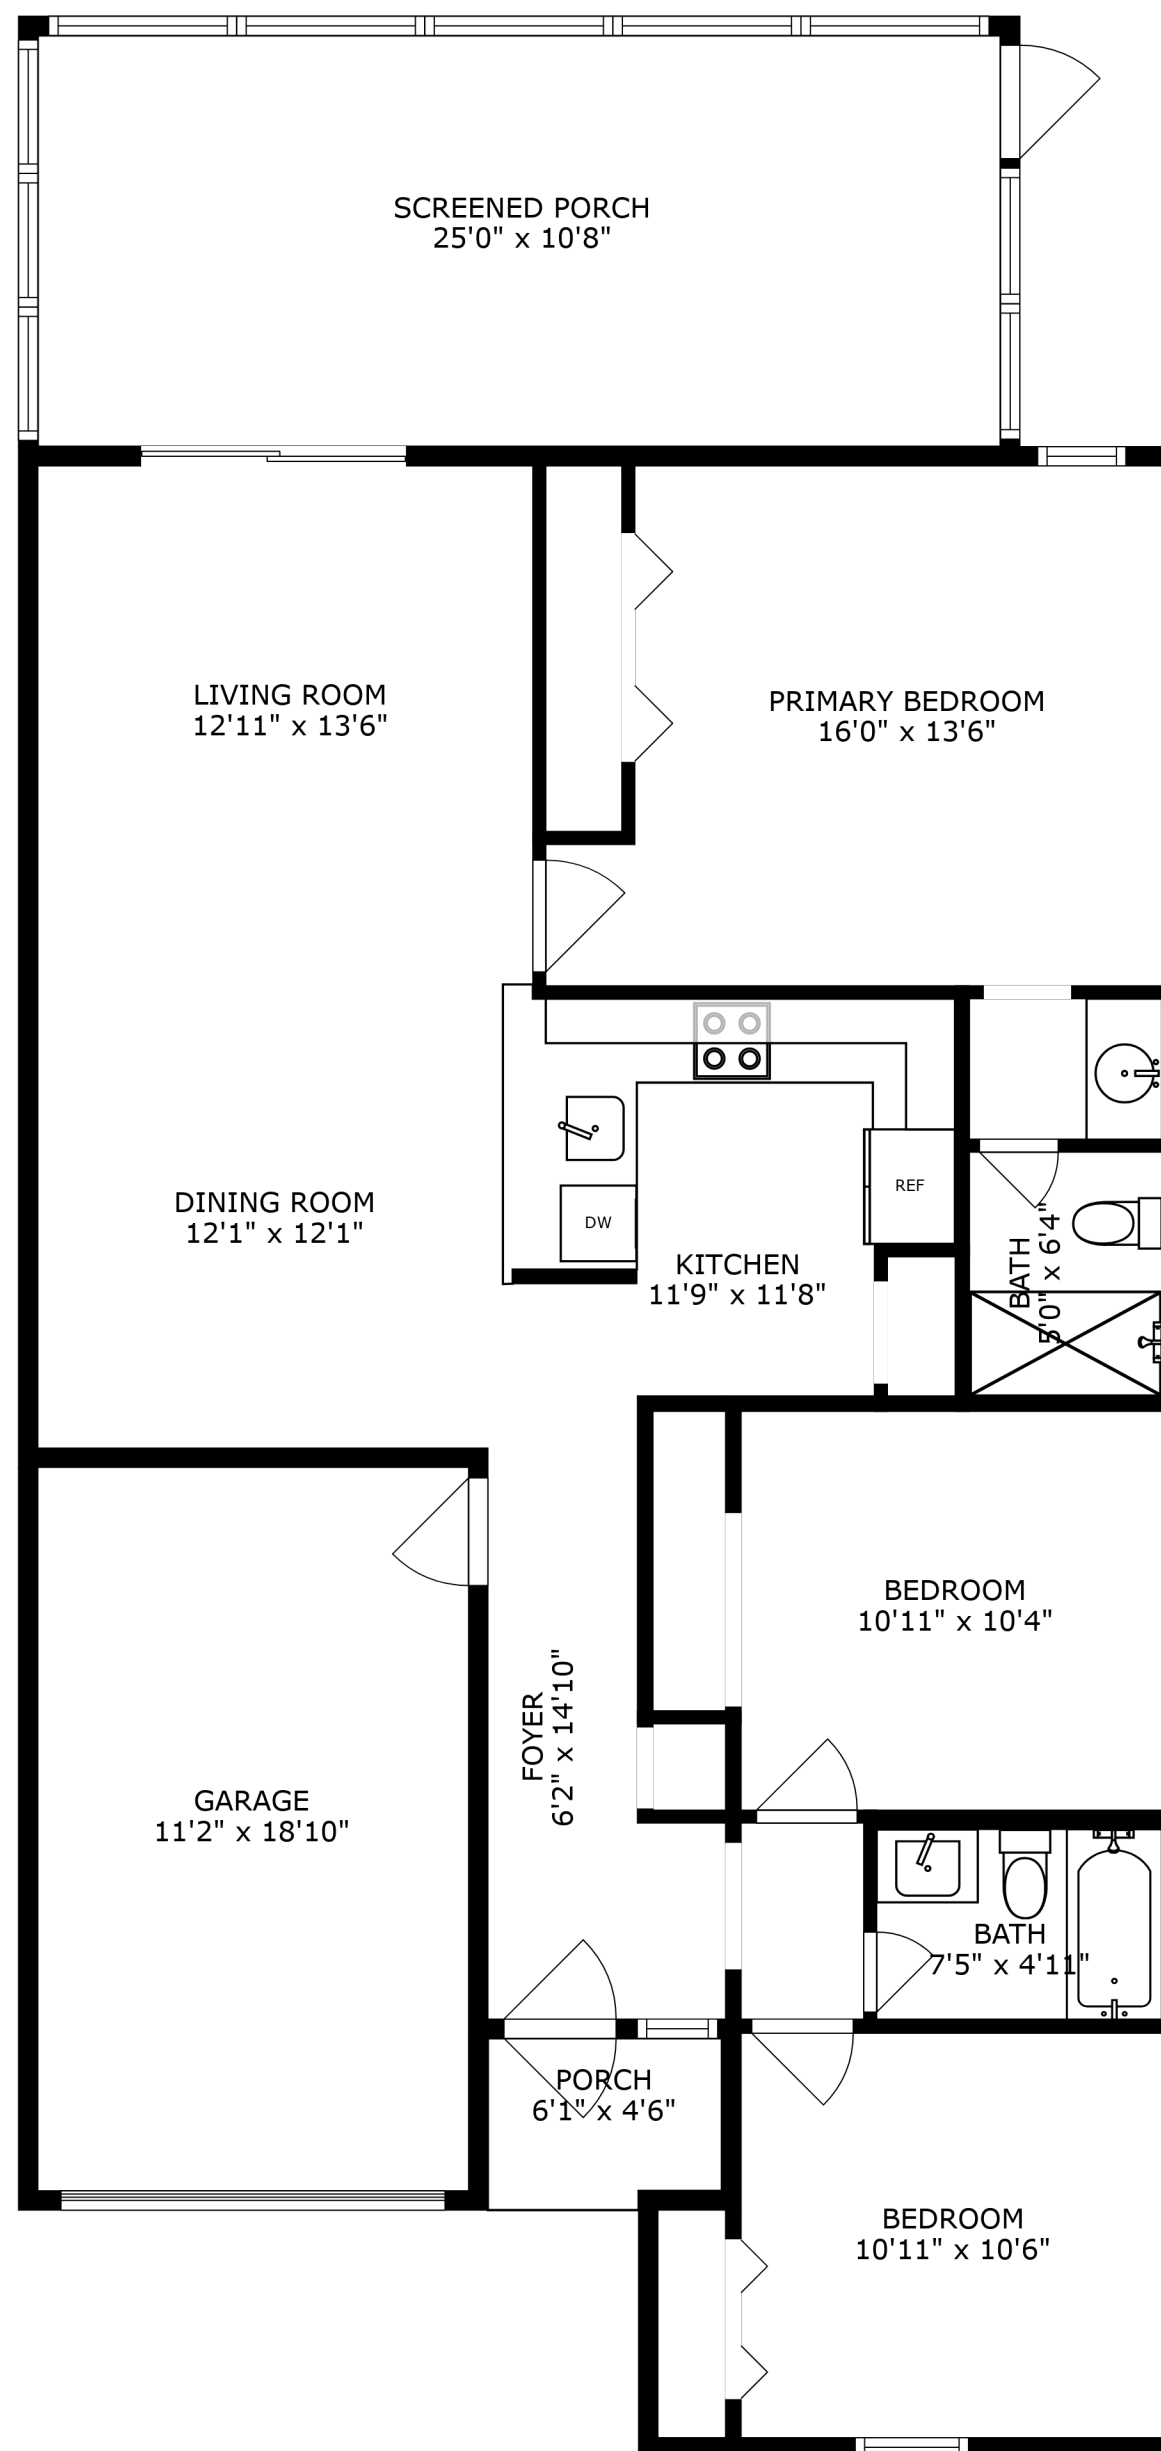 SCREENED PORCH
25'0" x 10'8"
LIVING ROOM
12'11" x 13'6"
PRIMARY BEDROOM
16'0" x 13'6"
DINING ROOM
12'1" x 12'1"
DW
REF
KITCHEN
11'9" x 11'8"
BATH
5'0" x 6'4"
BEDROOM
10'11" x 10'4"
FOYER
6'2" x 14'10"
GARAGE
11'2" x 18'10"
BATH
7'5" x 4'11"
PORCH
6'1" x 4'6"
BEDROOM
10'11" x 10'6"